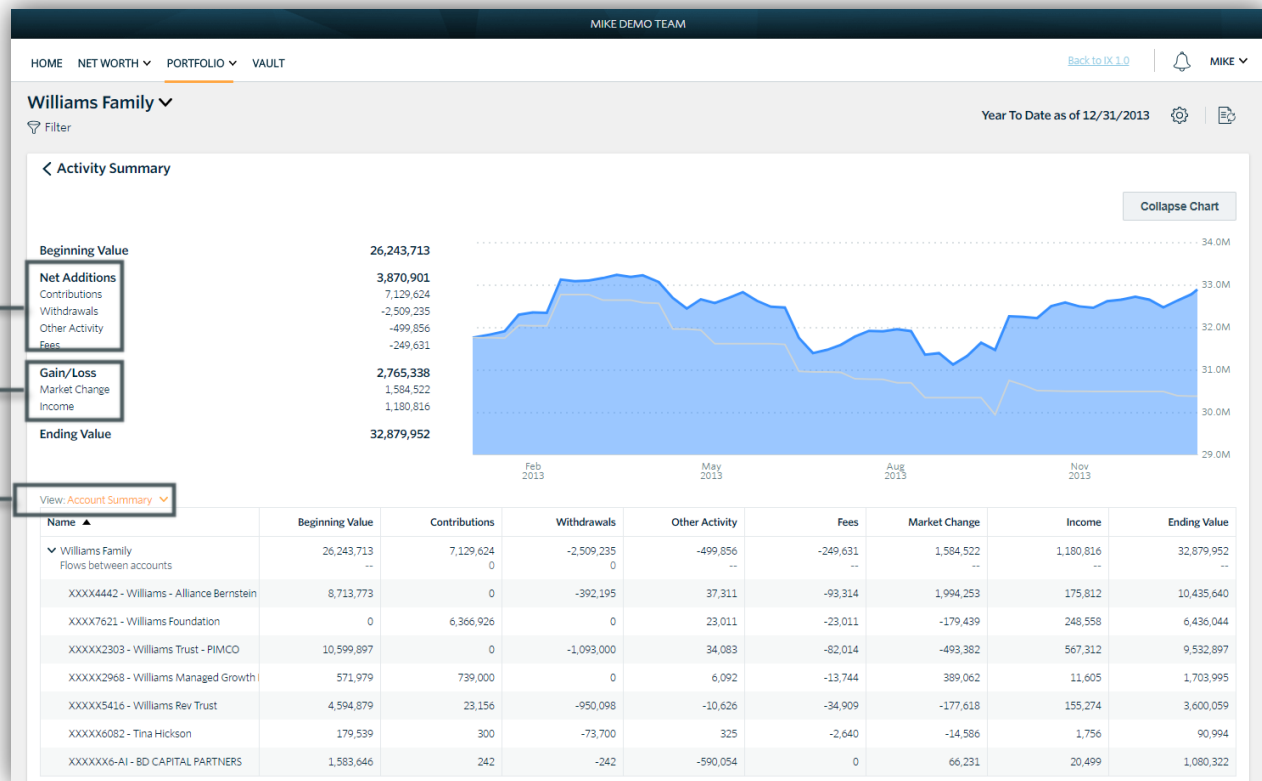 MIKE DEMO TEAM
HOME NET WORTH PORTFOLIO VAULT Back to IX 1.0 MIKE
Williams Family
Filter
Year To Date as of 12/31/2013
Activity Summary
Collapse Chart
Beginning Value 26,243,713
Net Additions 3,870,901
Contributions 7,129,624
Withdrawals -2,509,235
Other Activity -499,856
Fees -249,631
Gain/Loss 2,765,338
Market Change 1,584,522
Income 1,180,816
Ending Value 32,879,952
34.0M
33.0M
32.0M
31.0M
30.0M
29.0M
Feb May Aug Nov
2013 2013 2013 2013
View: Account Summary
Name Beginning Value Contributions Withdrawals Other Activity Fees Market Change Income Ending Value
Williams Family 26,243,713 7,129,624 -2,509,235 -499,856 -249,631 1,584,522 1,180,816 32,879,952
Flows between accounts -- 0 0 -- -- -- -- --
XXXX4442 - Williams - Alliance Bernstein 8,713,773 0 -392,195 37,311 -93,314 1,994,253 175,812 10,435,640
XXXX7621 - Williams Foundation 0 6,366,926 0 23,011 -23,011 -179,439 248,558 6,436,044
XXXXX2303 - Williams Trust - PIMCO 10,599,897 0 -1,093,000 34,083 -82,014 -493,382 567,312 9,532,897
XXXXX2968 - Williams Managed Growth 571,979 739,000 0 6,092 -13,744 389,062 11,605 1,703,995
XXXXX5416 - Williams Rev Trust 4,594,879 23,156 -950,098 -10,626 -34,909 -177,618 155,274 3,600,059
XXXXX6082 - Tina Hickson 179,539 300 -73,700 325 -2,640 -14,586 1,756 90,994
XXXXXX6-AI - BD CAPITAL PARTNERS 1,583,646 242 -242 -590,054 0 66,231 20,499 1,080,322